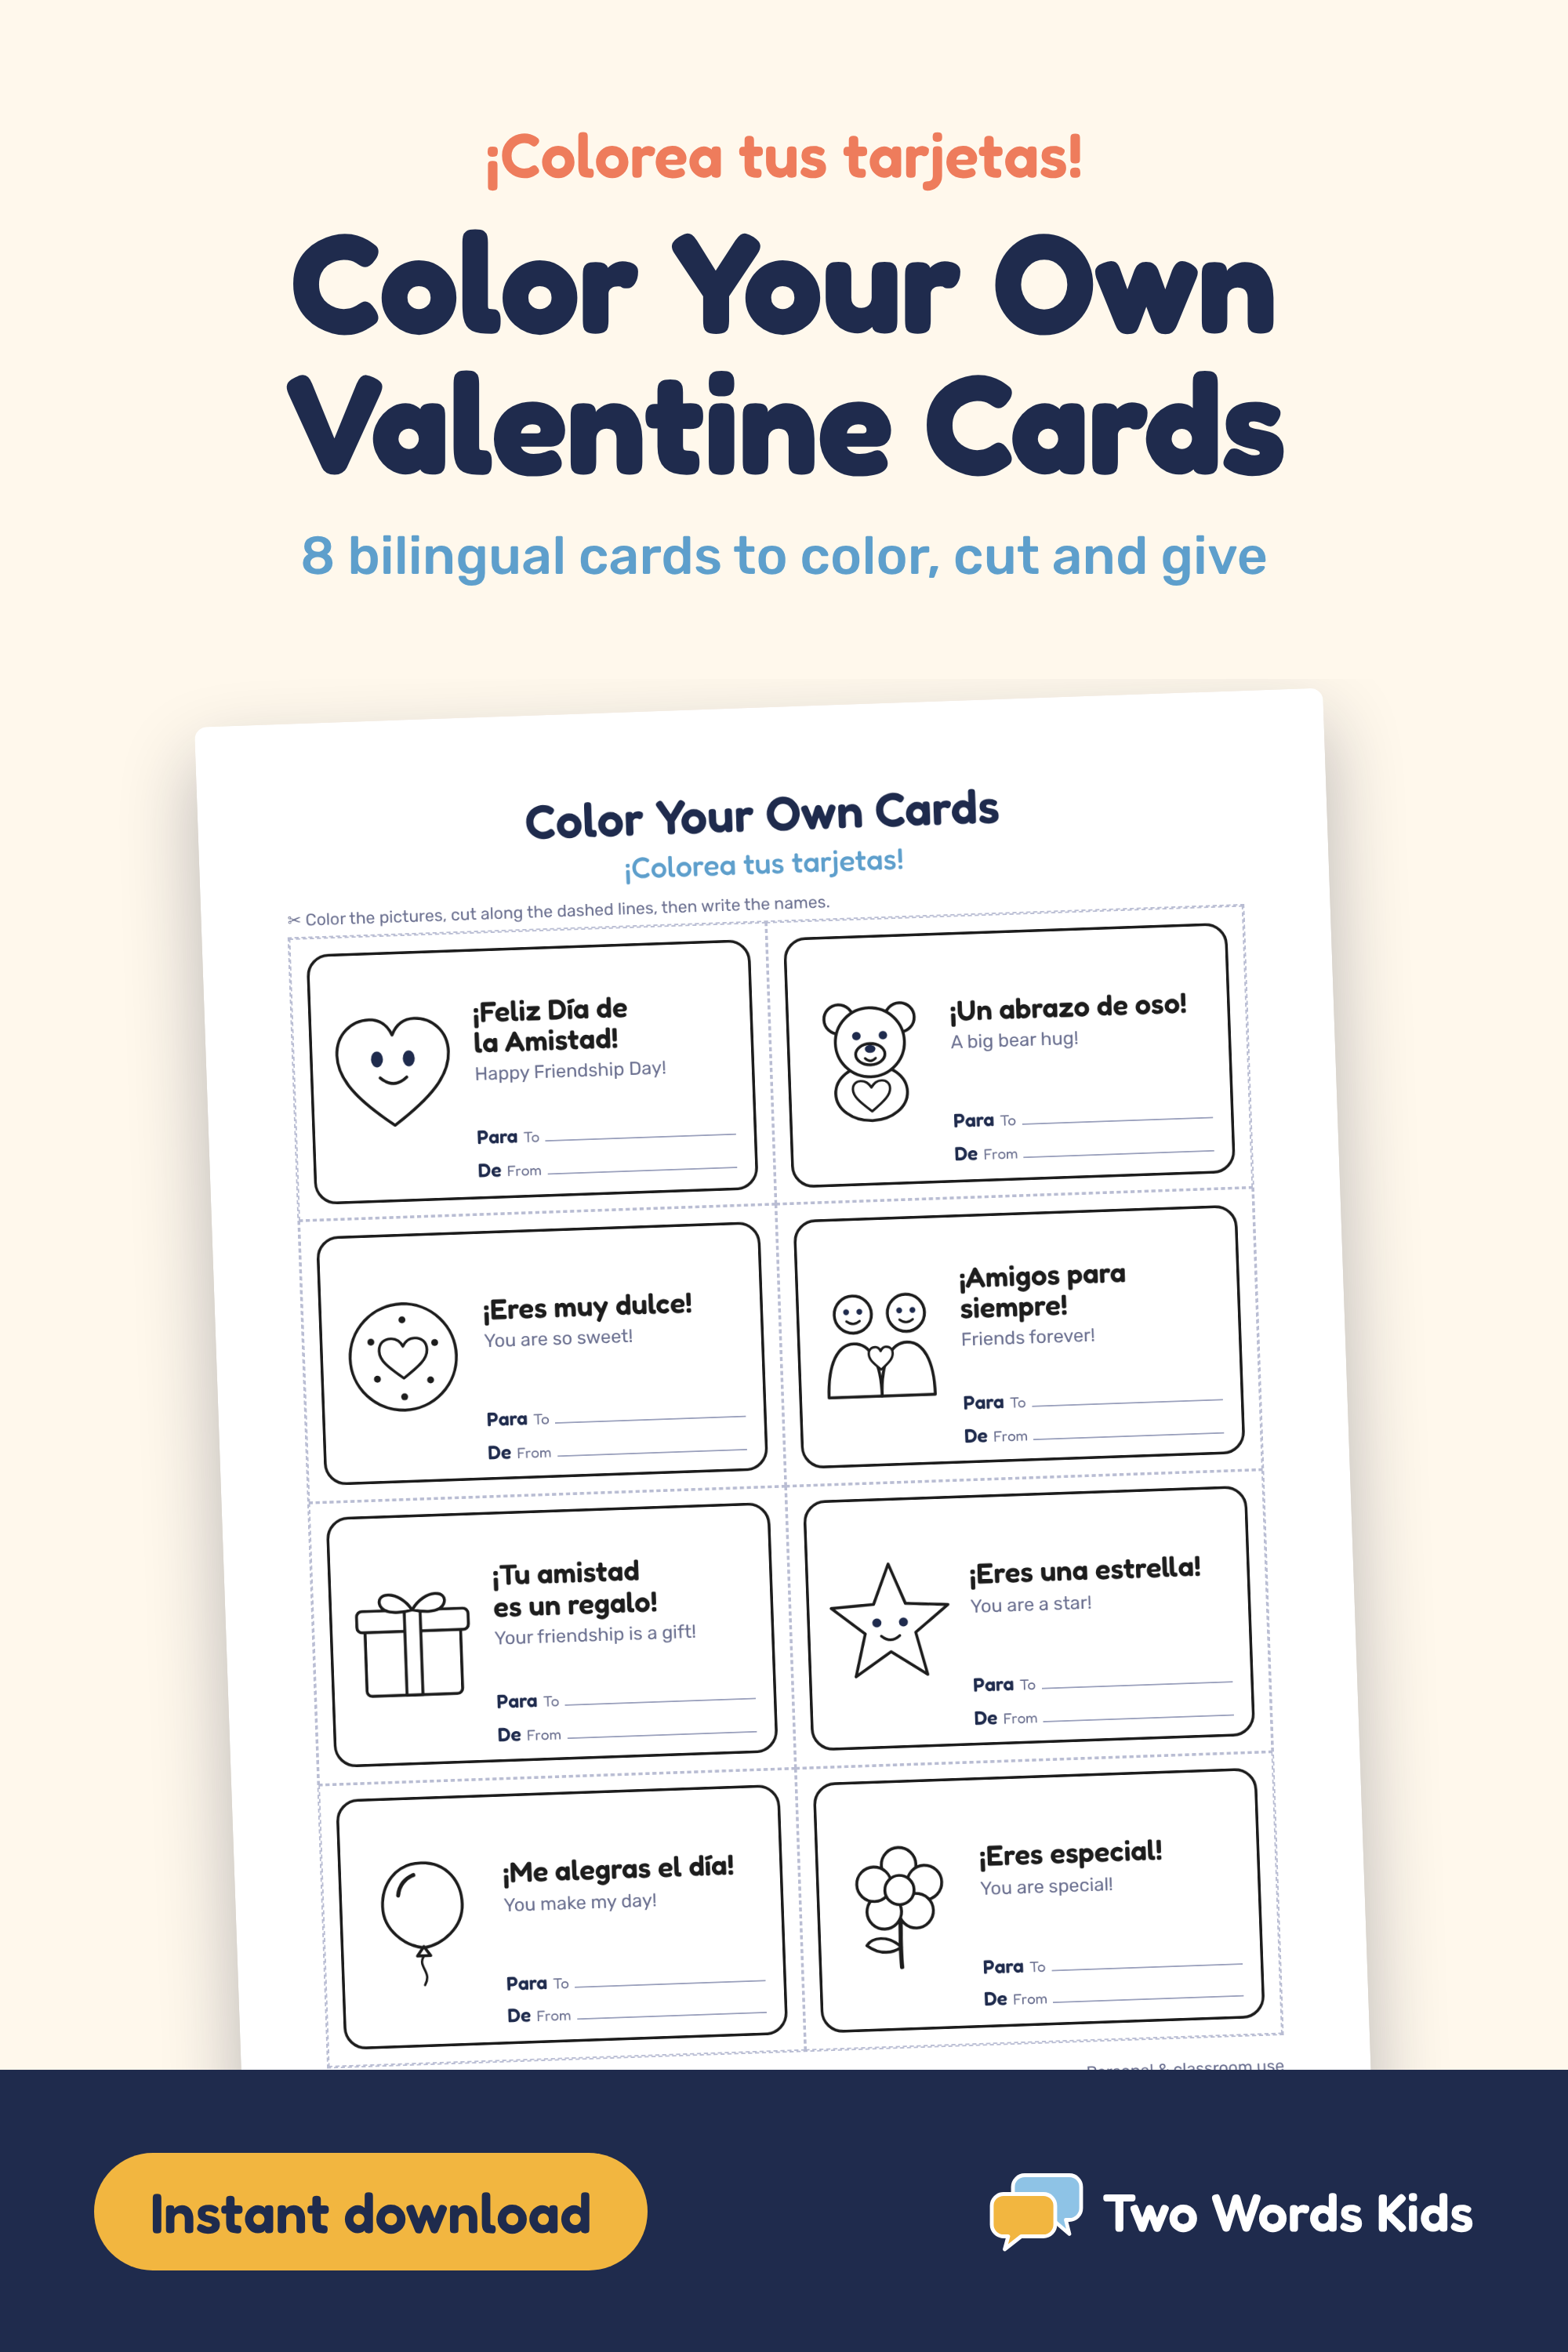 ¡Colorea tus tarjetas!
Color Your Own
Valentine Cards
8 bilingual cards to color, cut and give
Color Your Own Cards
¡Colorea tus tarjetas!
✂ Color the pictures, cut along the dashed lines, then write the names.
¡Feliz Día de
la Amistad!
Happy Friendship Day!
Para To
De From
¡Un abrazo de oso!
A big bear hug!
Para To
De From
¡Eres muy dulce!
You are so sweet!
Para To
De From
¡Amigos para
siempre!
Friends forever!
Para To
De From
¡Tu amistad
es un regalo!
Your friendship is a gift!
Para To
De From
¡Eres una estrella!
You are a star!
Para To
De From
¡Me alegras el día!
You make my day!
Para To
De From
¡Eres especial!
You are special!
Para To
De From
Personal & classroom use
Instant download
Two Words Kids